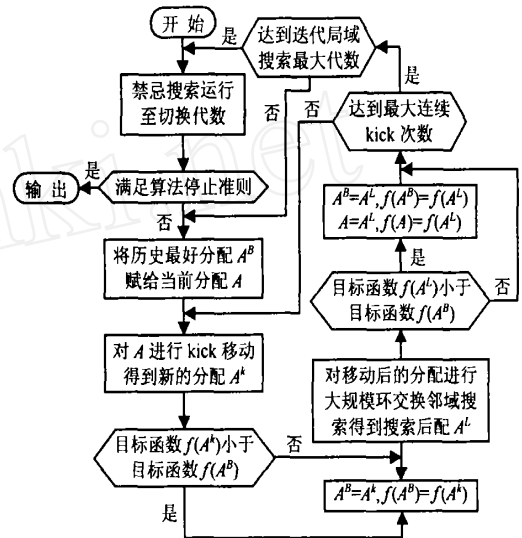 开 始
是
达到迭代局域
搜索最大代数
禁忌搜索运行
至切换代数
否
否
是
达到最大连续
kick 次数
是
输 出
满足算法停止准则
否
A^B=A^L, f(A^B)=f(A^L)
A=A^L, f(A)=f(A^L)
将历史最好分配 A^B
赋给当前分配 A
是
否
目标函数 f(A^L)小于
目标函数 f(A^B)
对 A 进行 kick 移动
得到新的分配 A^k
对移动后的分配进行
大规模环交换邻域搜
索得到搜索后配 A^L
目标函数 f(A^k)小于
目标函数 f(A^B)
否
是
A^B=A^k, f(A^B)=f(A^k)